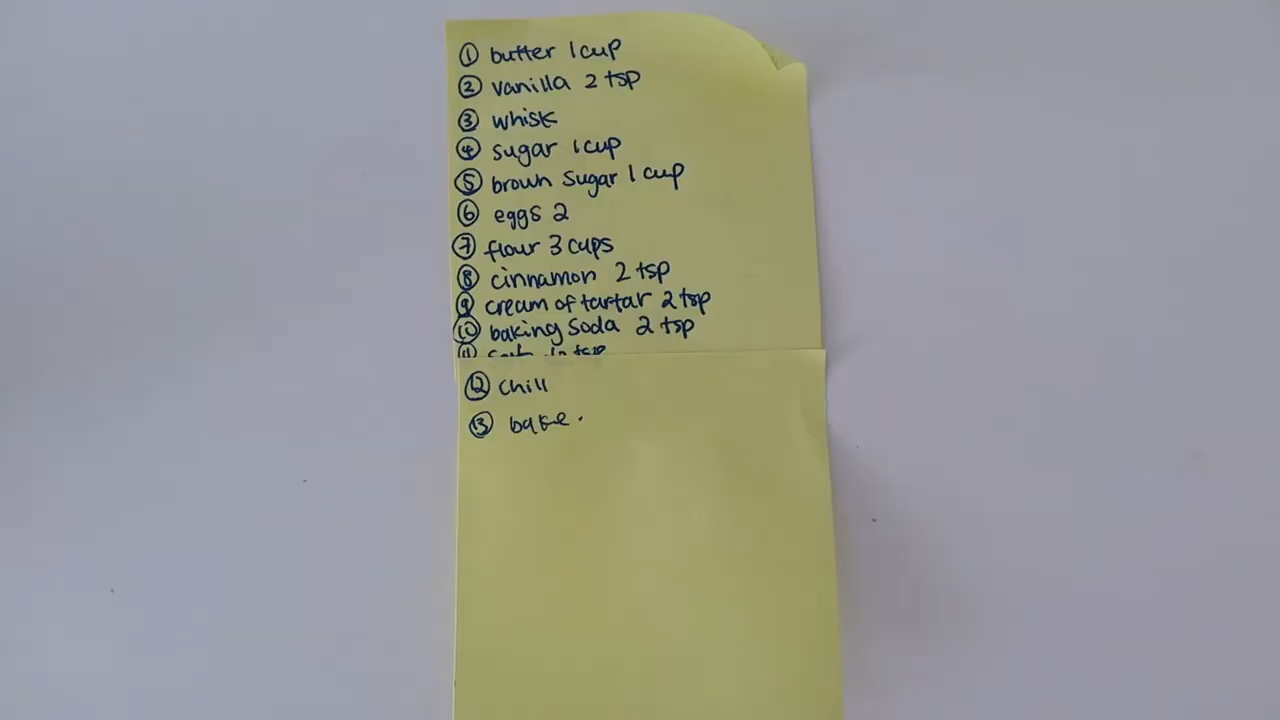 ① butter 1 cup
② vanilla 2 tsp
③ whisk
④ sugar 1 cup
⑤ brown sugar 1 cup
⑥ eggs 2
⑦ flour 3 cups
⑧ cinnamon 2 tsp
⑨ cream of tartar 2 tsp
⑩ baking soda 2 tsp
⑪ tsp
⑫ chill
⑬ bake.